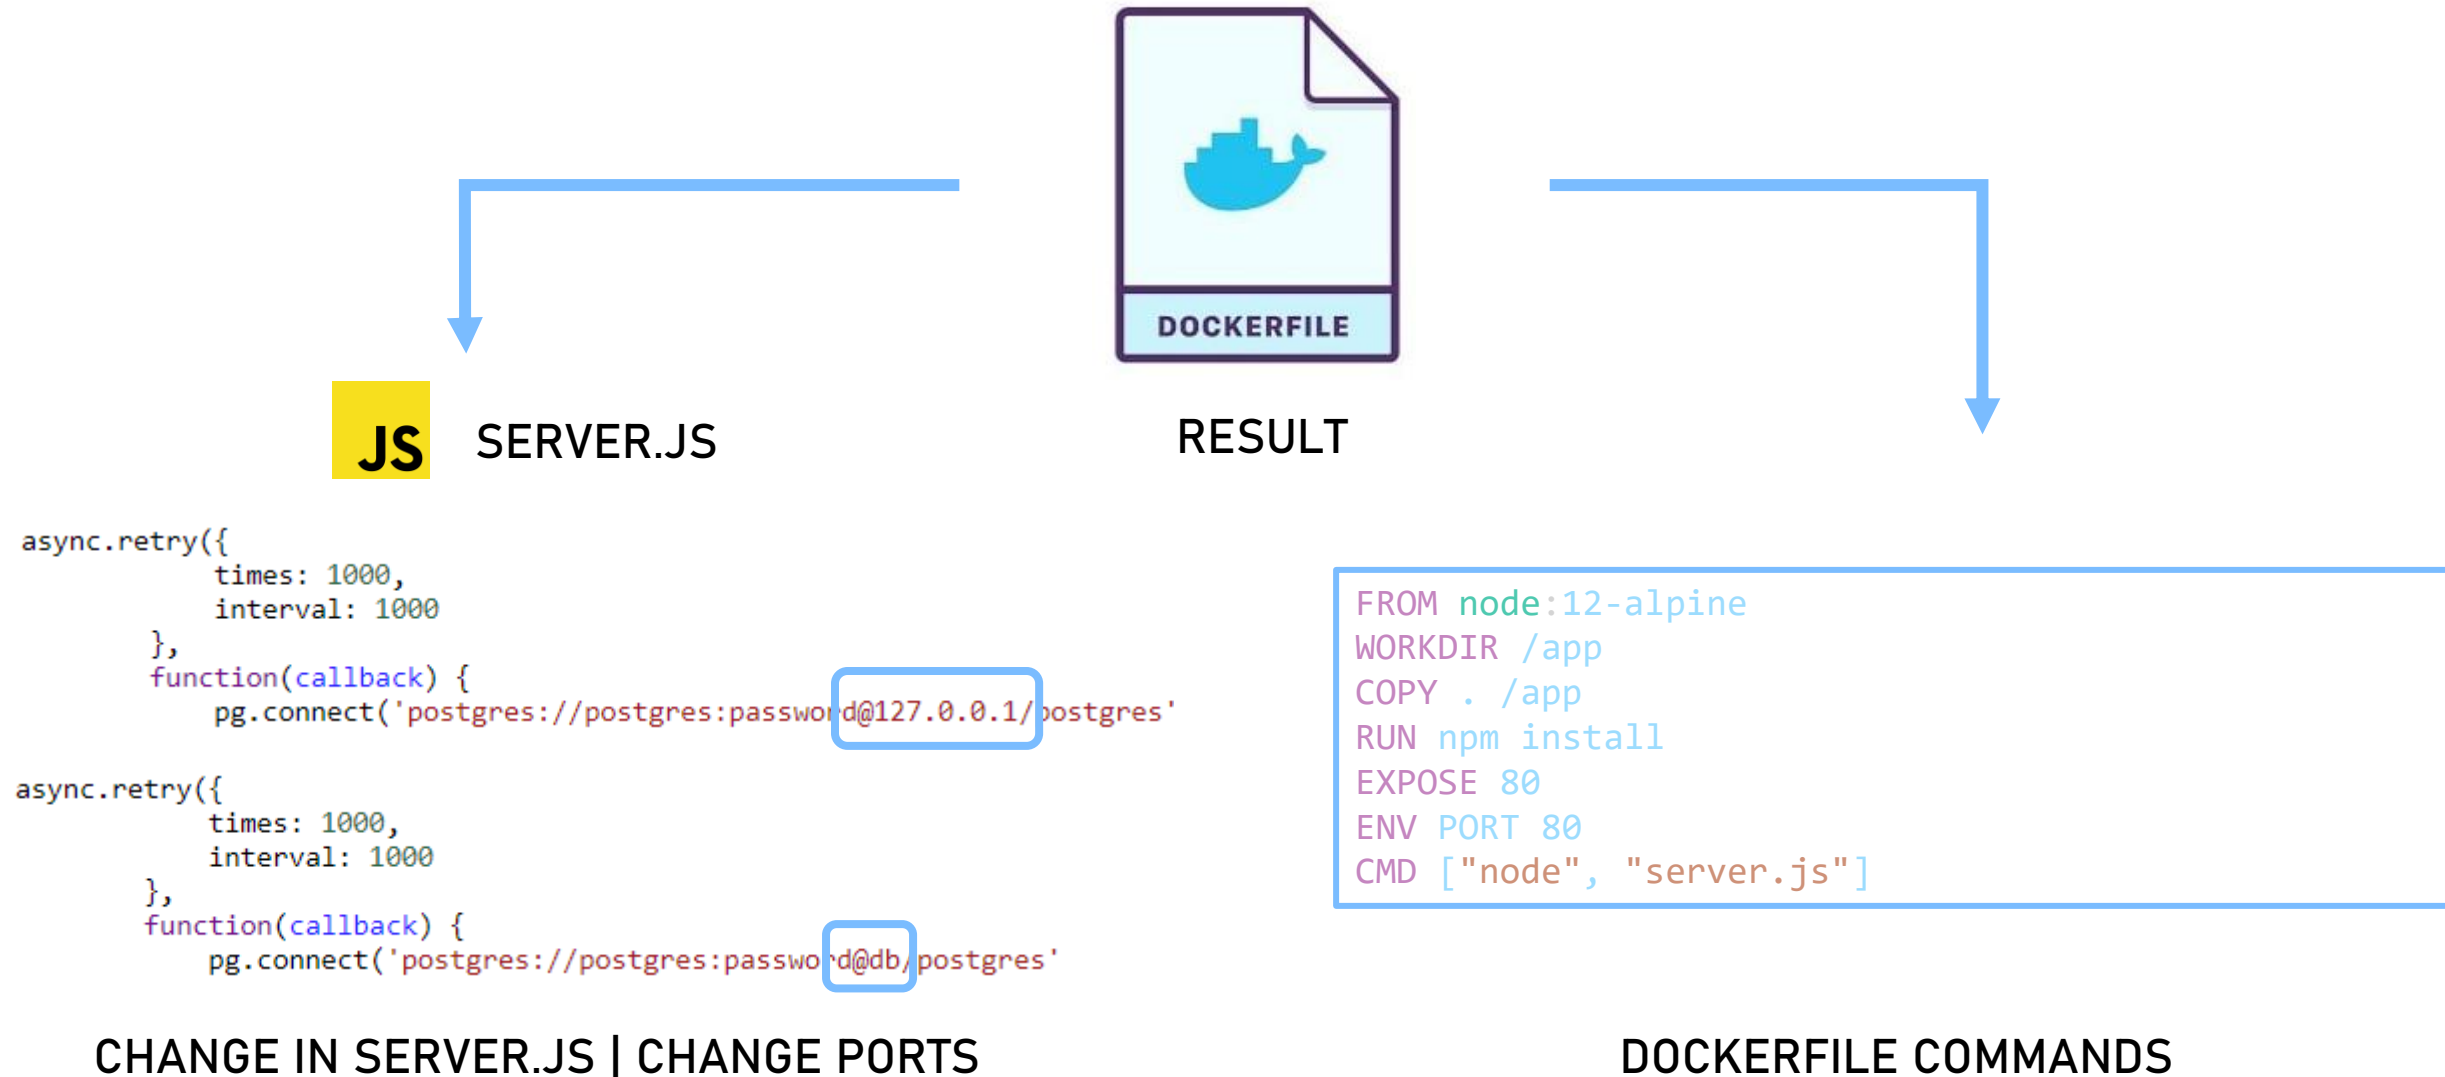 DOCKERFILE
RESULT
JS
SERVER.JS
async.retry({
times: 1000,
interval: 1000
},
function(callback) {
pg.connect('postgres://postgres:password@127.0.0.1/postgres'
async.retry({
times: 1000,
interval: 1000
},
function(callback) {
pg.connect('postgres://postgres:password@db/postgres'
CHANGE IN SERVER.JS | CHANGE PORTS
FROM node:12-alpine
WORKDIR /app
COPY . /app
RUN npm install
EXPOSE 80
ENV PORT 80
CMD ["node", "server.js"]
DOCKERFILE COMMANDS